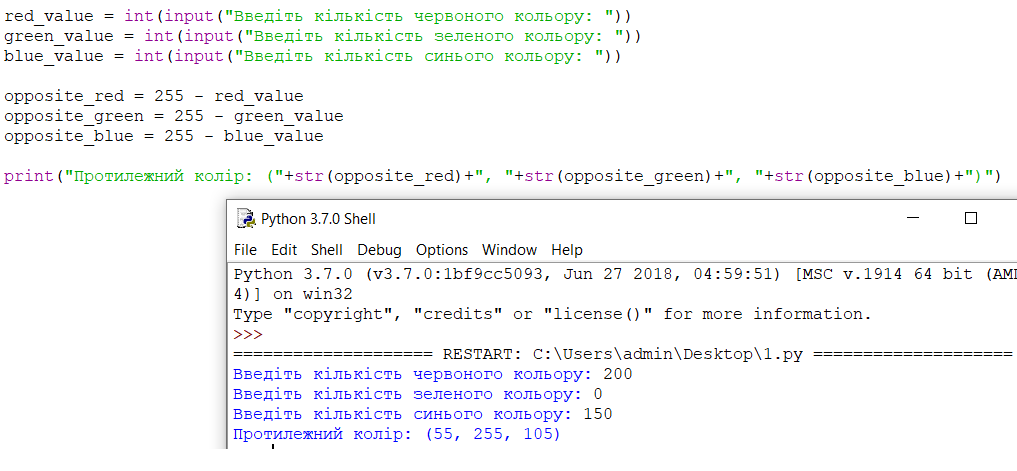 red_value = int(input("Введіть кількість червоного кольору: "))
green_value = int(input("Введіть кількість зеленого кольору: "))
blue_value = int(input("Введіть кількість синього кольору: "))
opposite_red = 255 - red_value
opposite_green = 255 - green_value
opposite_blue = 255 - blue_value
print("Протилежний колір: ("+str(opposite_red)+", "+str(opposite_green)+", "+str(opposite_blue)+")")
Python 3.7.0 Shell
File Edit Shell Debug Options Window Help
Python 3.7.0 (v3.7.0:1bf9cc5093, Jun 27 2018, 04:59:51) [MSC v.1914 64 bit (AM
4)] on win32
Type "copyright", "credits" or "license()" for more information.
>>>
==================== RESTART: C:\Users\admin\Desktop\1.py ====================
Введіть кількість червоного кольору: 200
Введіть кількість зеленого кольору: 0
Введіть кількість синього кольору: 150
Протилежний колір: (55, 255, 105)